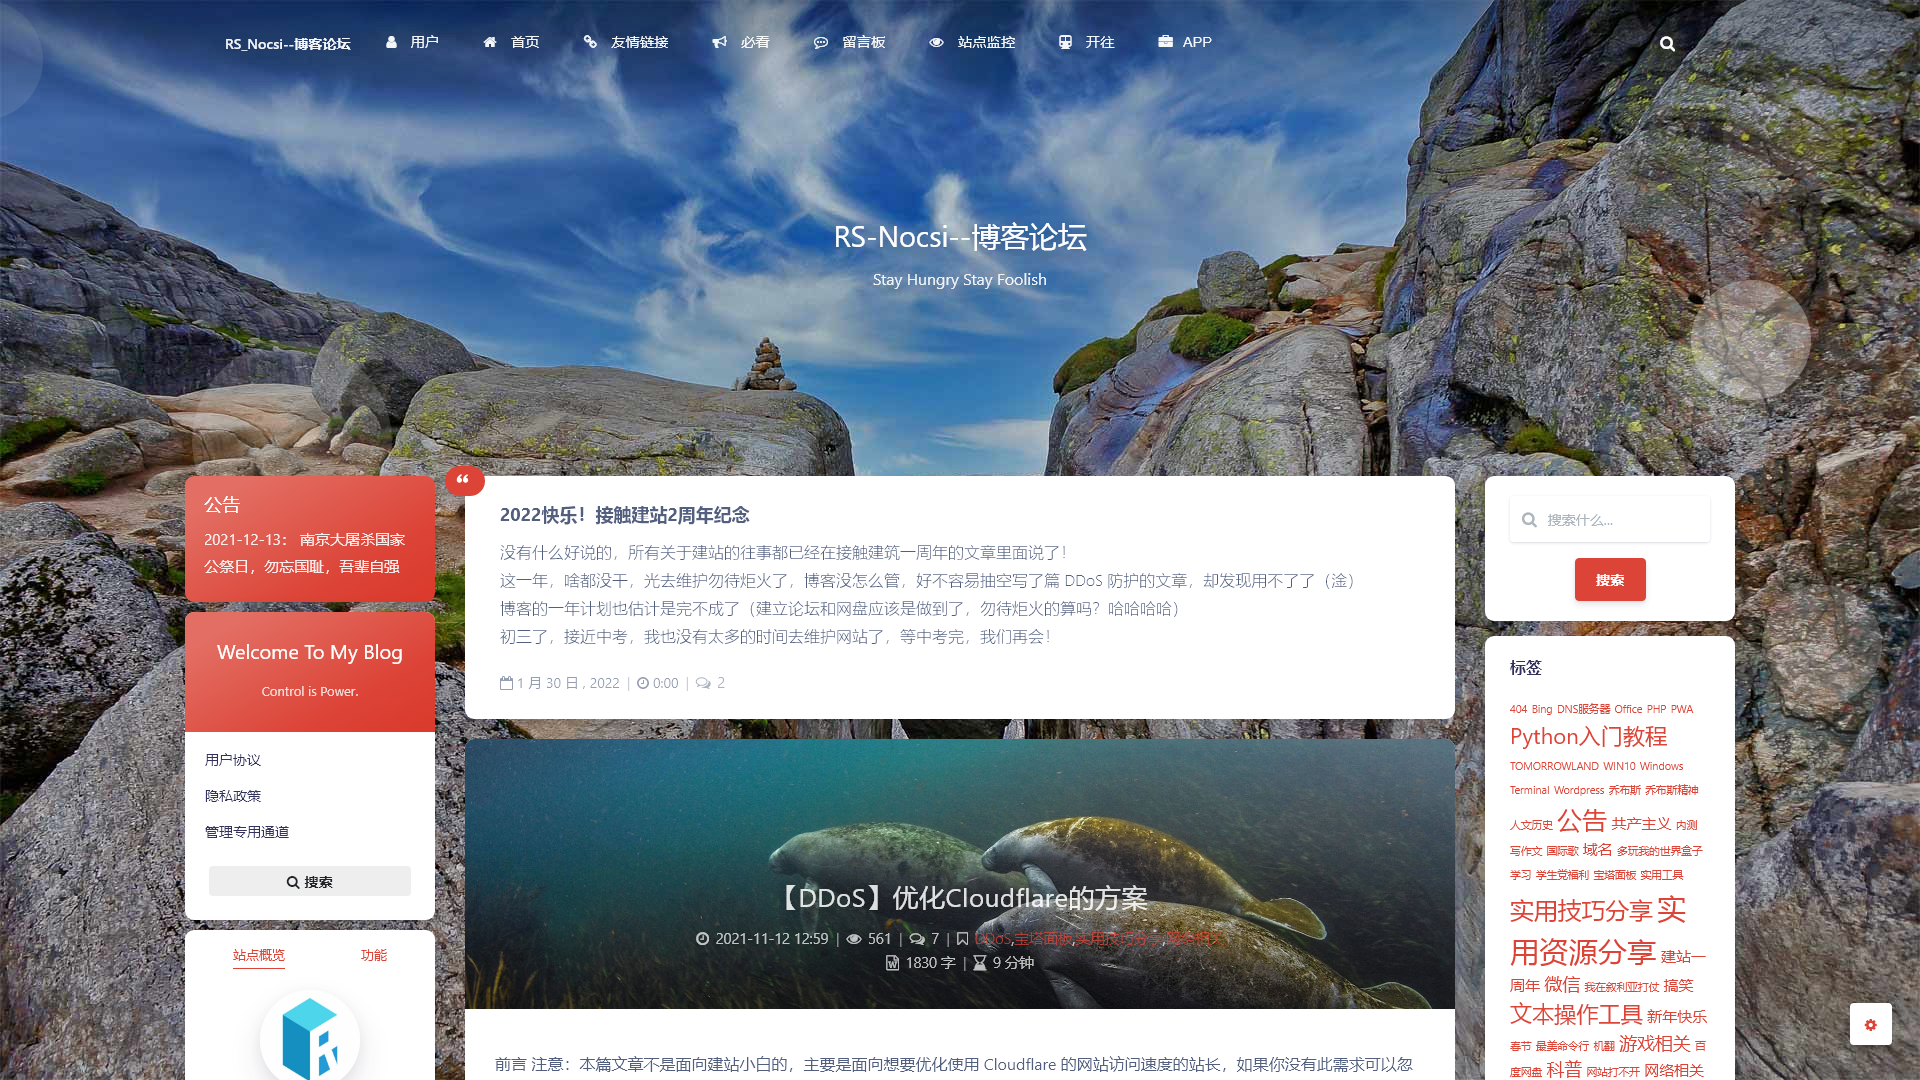 RS_Nocsi--博客论坛
用户
首页
友情链接
必看
留言板
站点监控
开往
APP
RS-Nocsi--博客论坛
Stay Hungry Stay Foolish
公告
2021-12-13： 南京大屠杀国家
公祭日，勿忘国耻，吾辈自强
Welcome To My Blog
Control is Power.
用户协议
隐私政策
管理专用通道
搜索
站点概览
功能
2022快乐！接触建站2周年纪念
没有什么好说的，所有关于建站的往事都已经在接触建筑一周年的文章里面说了！
这一年，啥都没干，光去维护勿待炬火了，博客没怎么管，好不容易抽空写了篇 DDoS 防护的文章，却发现用不了了（淦）
博客的一年计划也估计是完不成了（建立论坛和网盘应该是做到了，勿待炬火的算吗？哈哈哈哈）
初三了，接近中考，我也没有太多的时间去维护网站了，等中考完，我们再会！
1 月 30 日 , 2022 | 0:00 | 2
【DDoS】优化Cloudflare的方案
2021-11-12 12:59 | 561 | 7 | DDoS,宝塔面板,实用技巧分享,网络相关
1830 字 | 9 分钟
前言 注意：本篇文章不是面向建站小白的，主要是面向想要优化使用 Cloudflare 的网站访问速度的站长，如果你没有此需求可以忽
搜索什么...
搜索
标签
404 Bing DNS服务器 Office PHP PWA
Python入门教程
TOMORROWLAND WIN10 Windows
Terminal Wordpress 乔布斯 乔布斯精神
人文历史 公告 共产主义 内测
写作文 国际歌 域名 多玩我的世界盒子
学习 学生党福利 宝塔面板 实用工具
实用技巧分享 实
用资源分享 建站一
周年 微信 我在叙利亚打仗 搞笑
文本操作工具 新年快乐
春节 最美命令行 机翻 游戏相关 百
度网盘 科普 网站打不开 网络相关